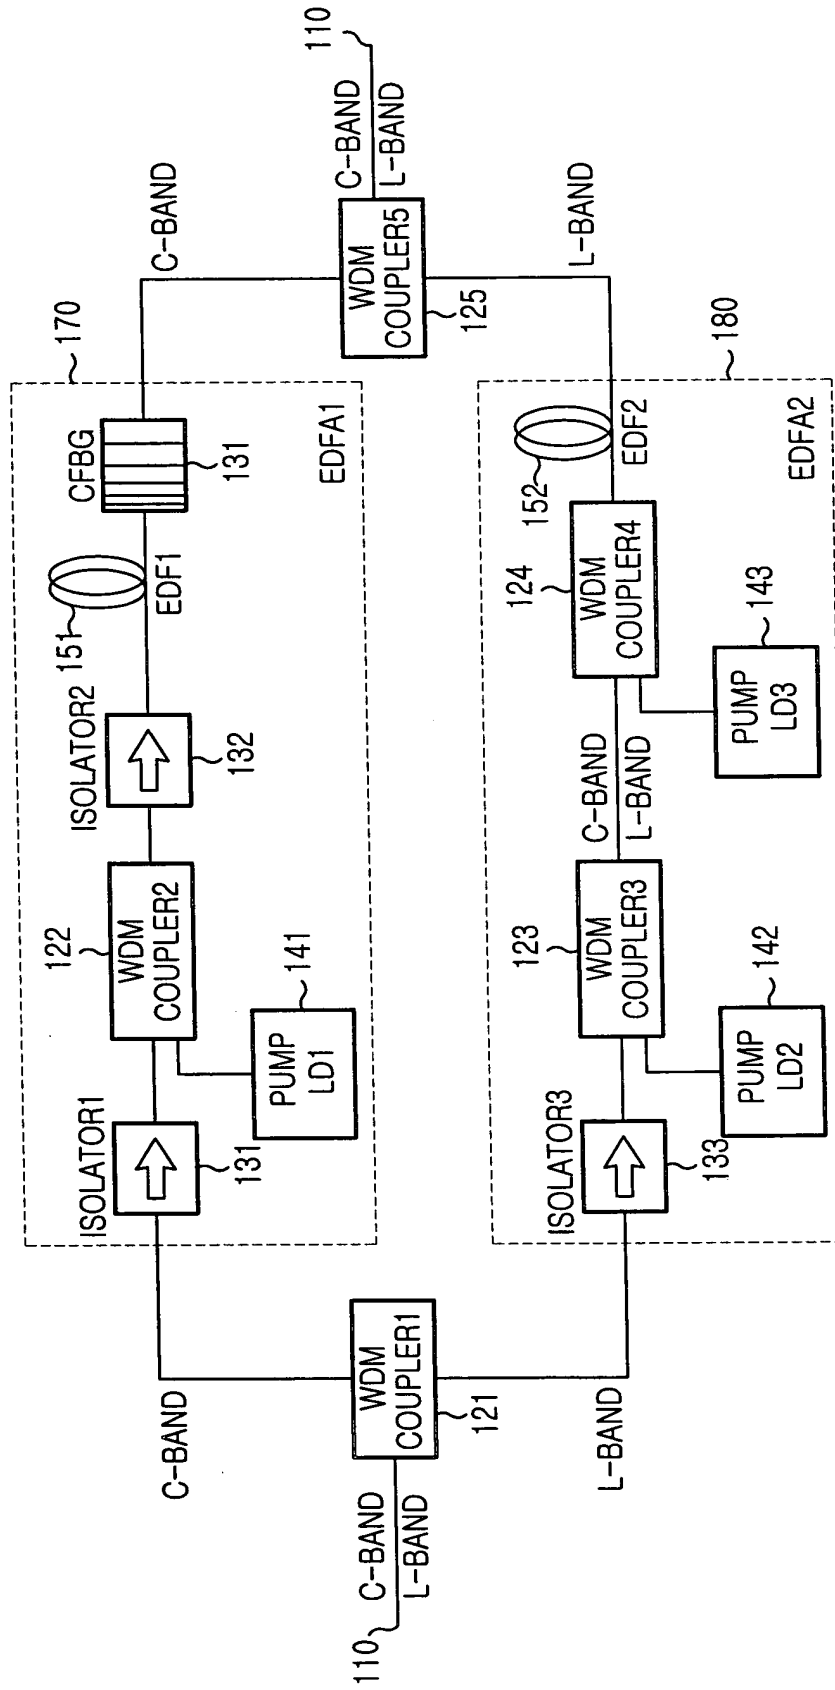 170
ISOLATOR1
131
122
WDM
COUPLER2
PUMP
LD1
141
ISOLATOR2
132
151
EDF1
CFBG
131
EDFA1
C-BAND
C-BAND
110
C-BAND
L-BAND
WDM
COUPLER1
121
WDM
COUPLER5
125
C-BAND
L-BAND
110
L-BAND
L-BAND
180
ISOLATOR3
133
123
WDM
COUPLER3
PUMP
LD2
142
C-BAND
L-BAND
124
WDM
COUPLER4
PUMP
LD3
143
152
EDF2
EDFA2